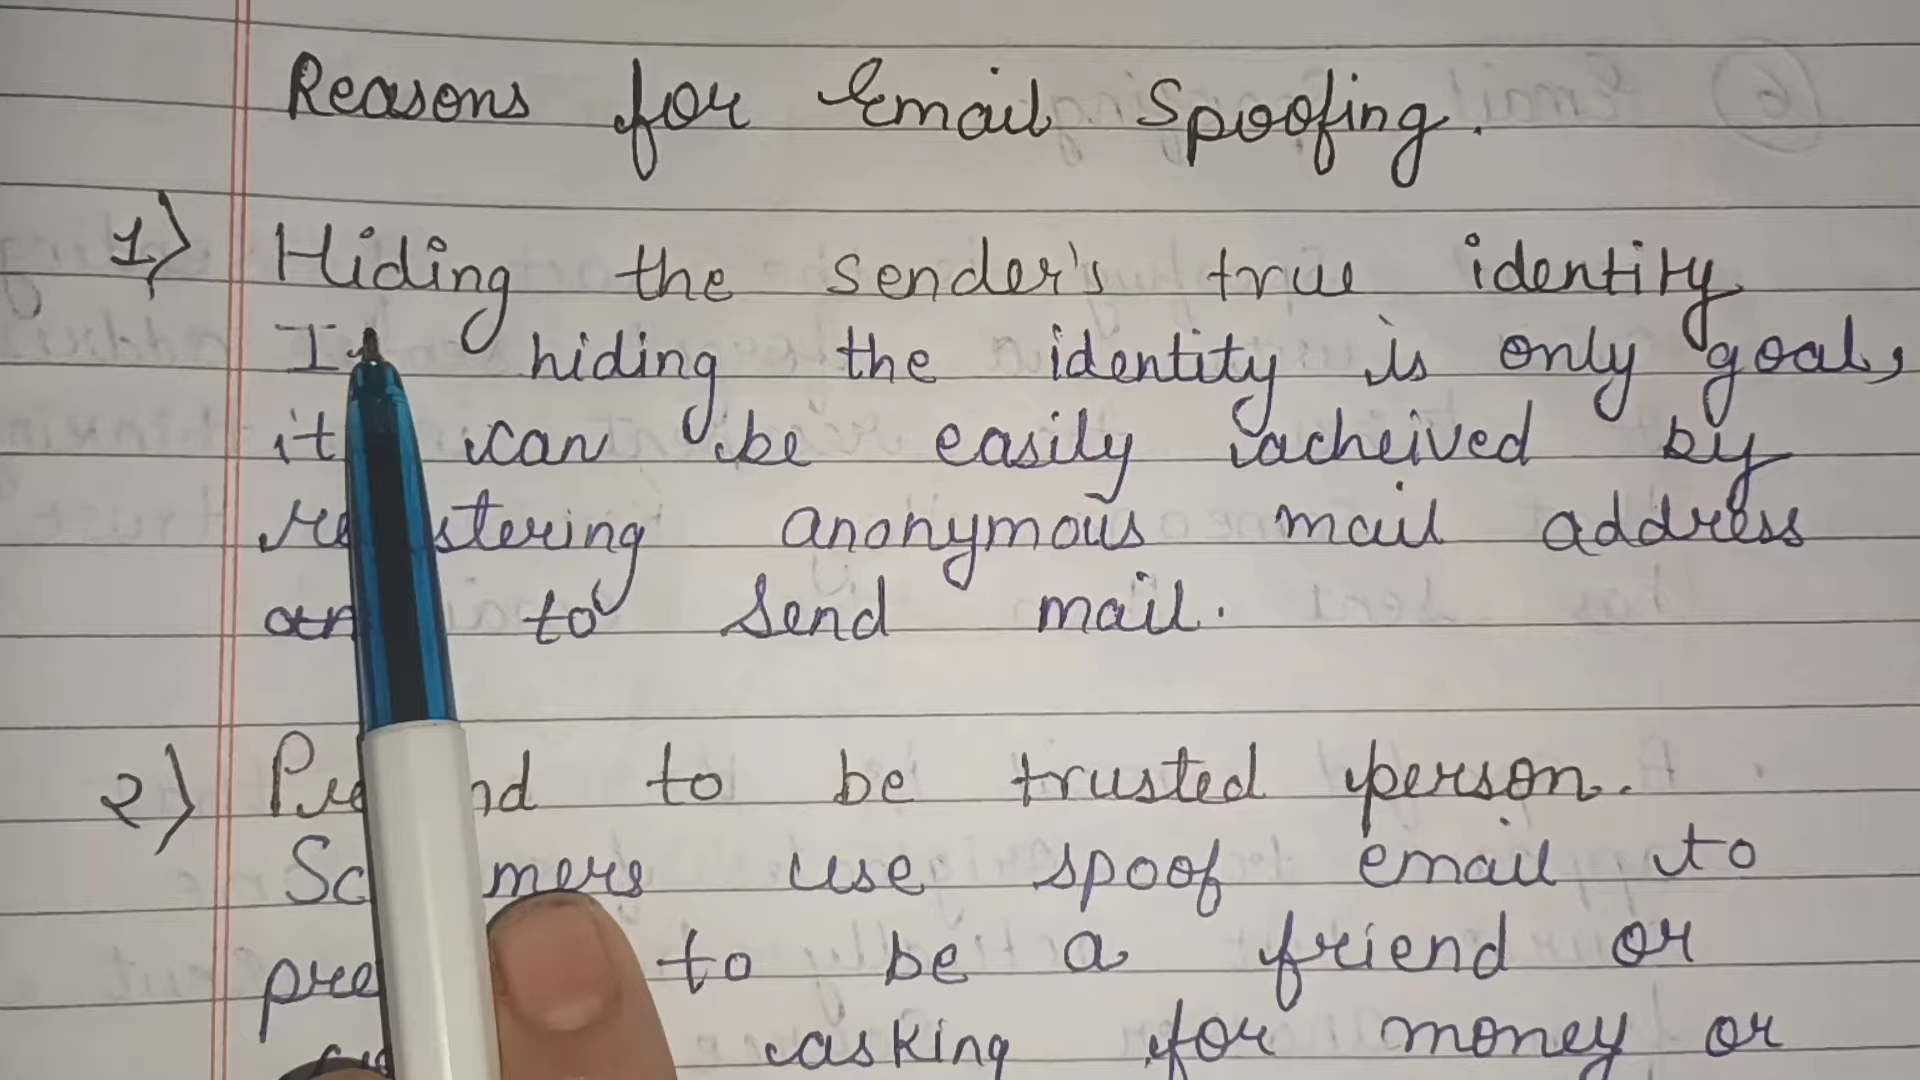 Reasons for Email Spoofing.
1) Hiding the sender's true identity
hiding the identity is only goal,
it can be easily acheived by
anonymous mail address
to send mail.
2) to be trusted person.
use spoof email to
to be a friend or
asking for money or